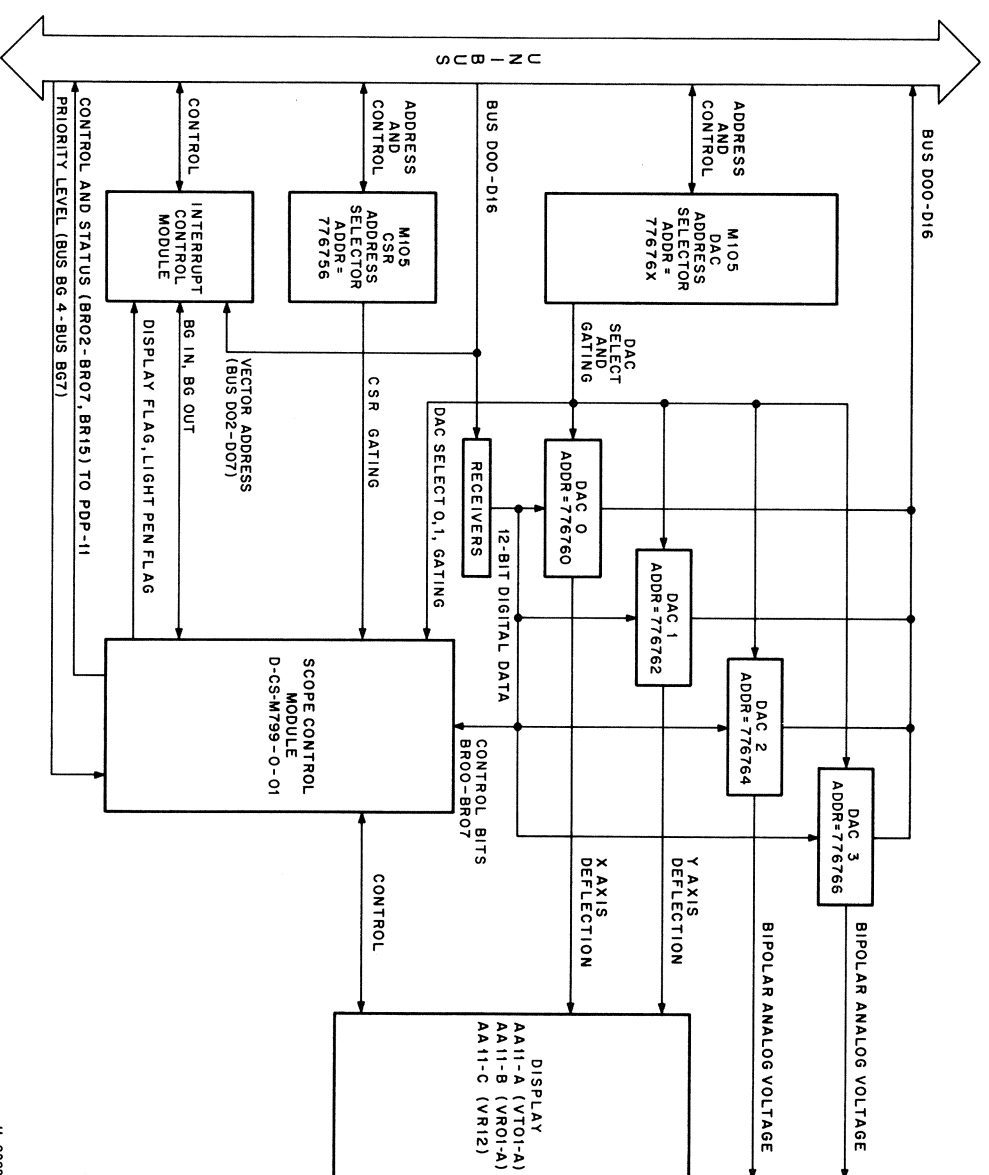 UNIBUS
BUS D00-D16
ADDRESS
AND
CONTROL
M105
DAC
ADDRESS
SELECTOR
ADDR=
77676X
DAC
SELECT
AND
GATING
BUS D00-D16
ADDRESS
AND
CONTROL
M105
CSR
ADDRESS
SELECTOR
ADDR=
776756
CSR GATING
CONTROL
INTERRUPT
CONTROL
MODULE
VECTOR ADDRESS
(BUS D02-D07)
BG IN, BG OUT
DISPLAY FLAG, LIGHT PEN FLAG
CONTROL AND STATUS (BR02-BR07, BR15) TO PDP-11
PRIORITY LEVEL (BUS BG 4-BUS BG7)
DAC SELECT 0,1, GATING
RECEIVERS
12-BIT DIGITAL DATA
DAC 0
ADDR=776760
DAC 1
ADDR=776762
DAC 2
ADDR=776764
DAC 3
ADDR=776766
SCOPE CONTROL
MODULE
D-CS-M799-0-01
CONTROL BITS
BR00-BR07
CONTROL
X AXIS
DEFLECTION
Y AXIS
DEFLECTION
BIPOLAR ANALOG VOLTAGE
BIPOLAR ANALOG VOLTAGE
DISPLAY
AA11-A (VT01-A)
AA11-B (VR01-A)
AA11-C (VR12)